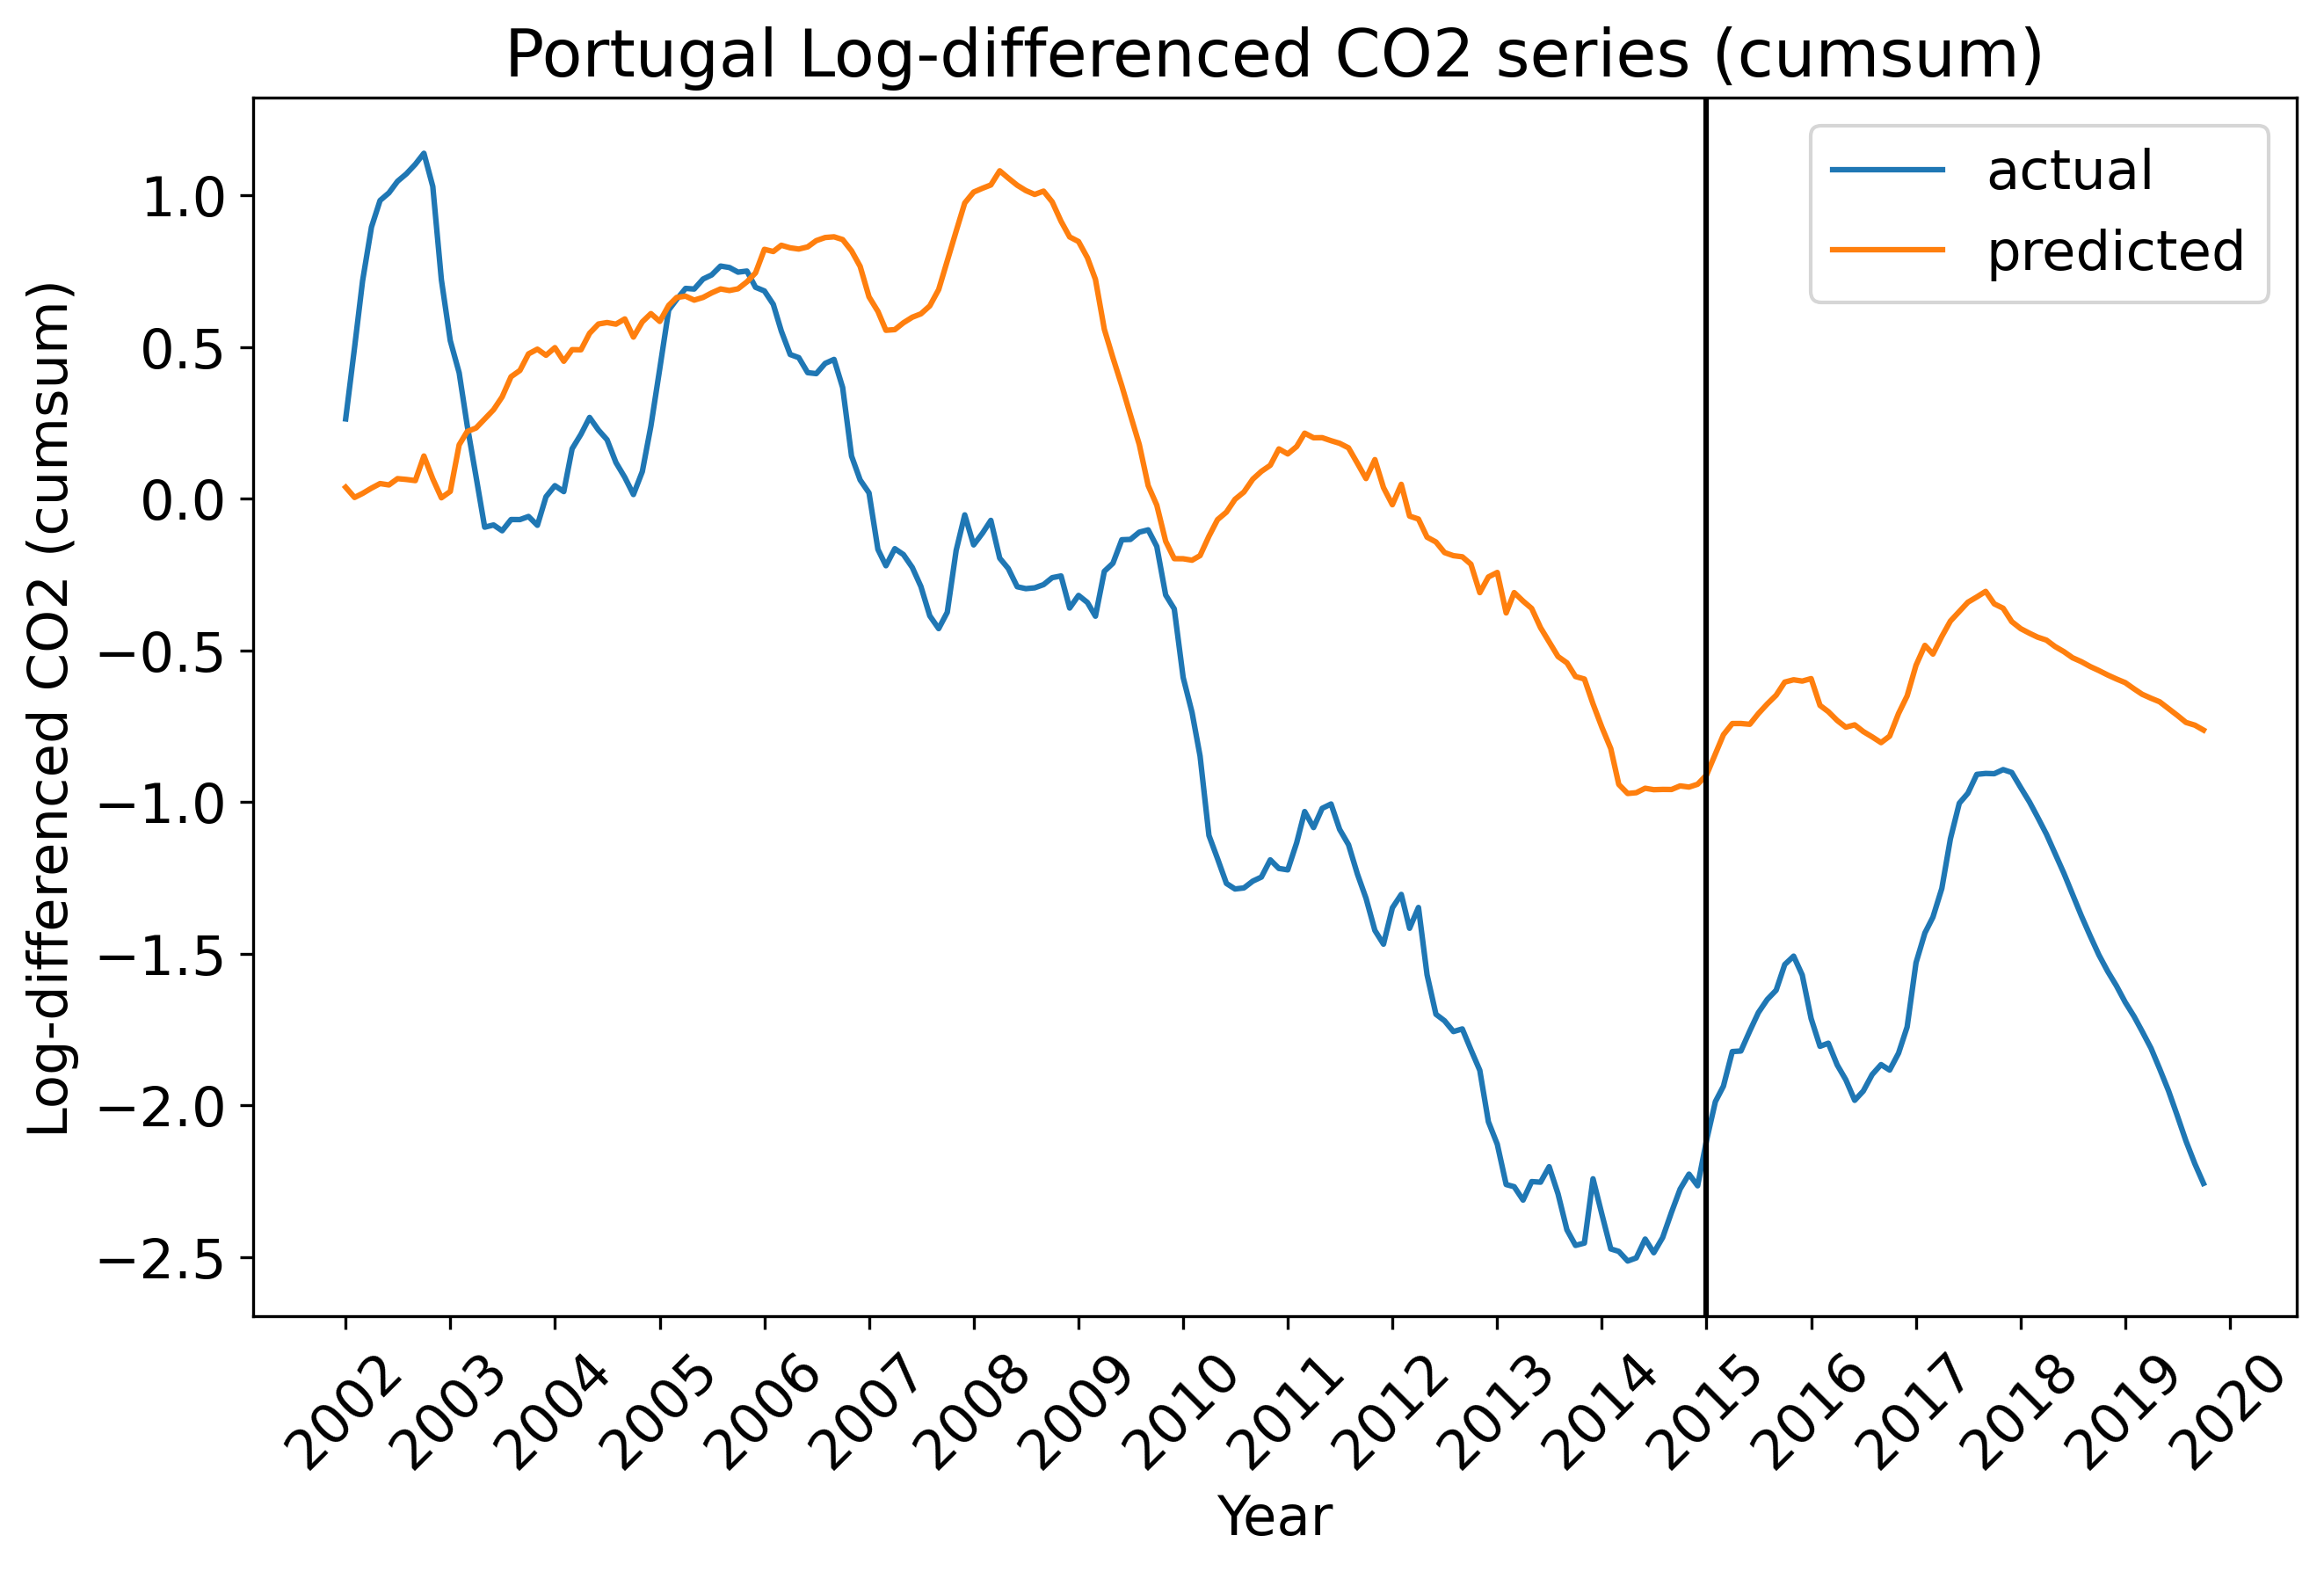 Portugal Log-differenced CO2 series (cumsum)
actual
predicted
Log-differenced CO2 (cumsum)
1.0
0.5
0.0
−0.5
−1.0
−1.5
−2.0
−2.5
2002 2003 2004 2005 2006 2007 2008 2009 2010 2011 2012 2013 2014 2015 2016 2017 2018 2019 2020
Year